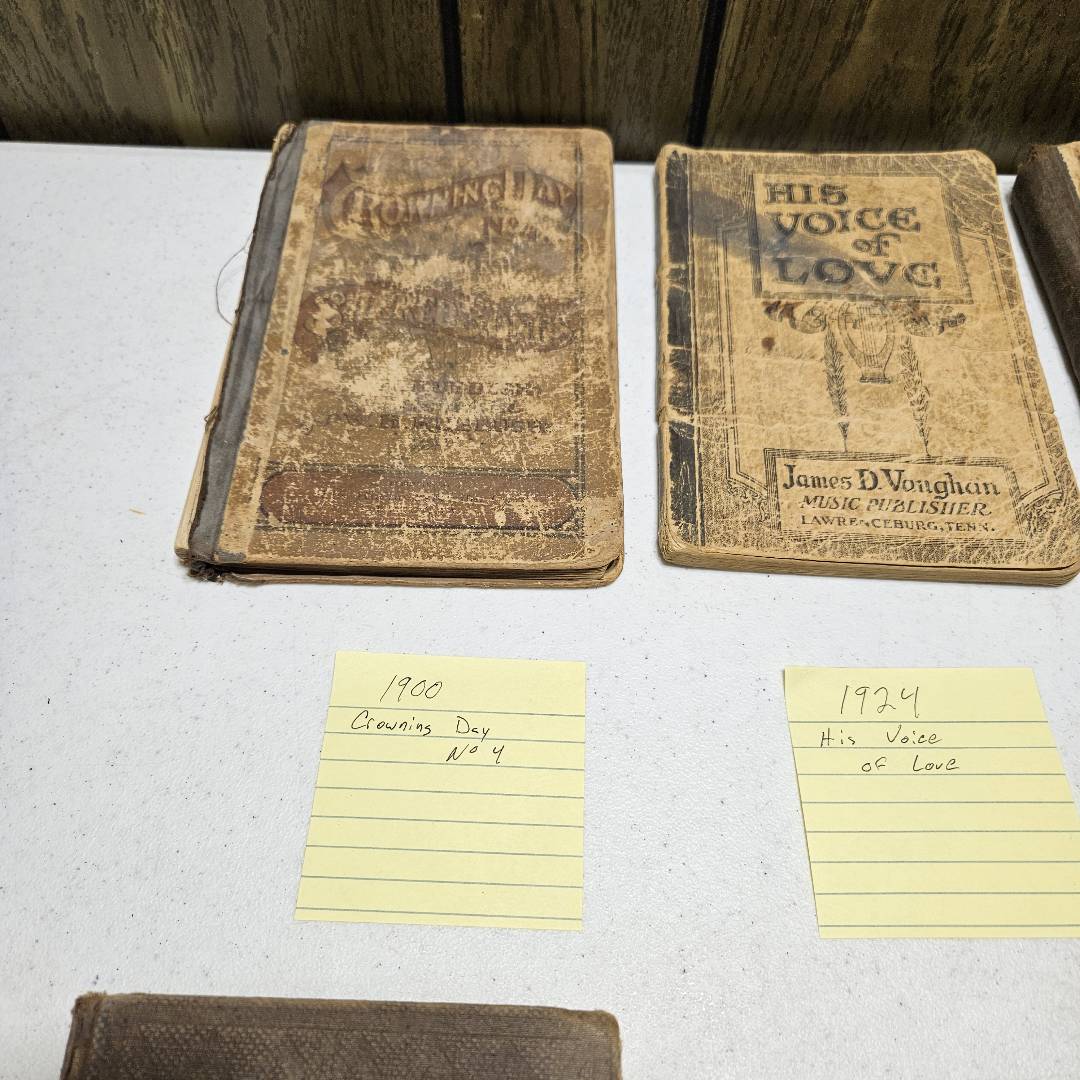 CROWNING DAY
No. 4
HIS
VOICE
of
LOVE
James D. Vaughan
MUSIC PUBLISHER
LAWRENCEBURG, TENN.
1900
Crowning Day
No 4
1924
His Voice
of Love